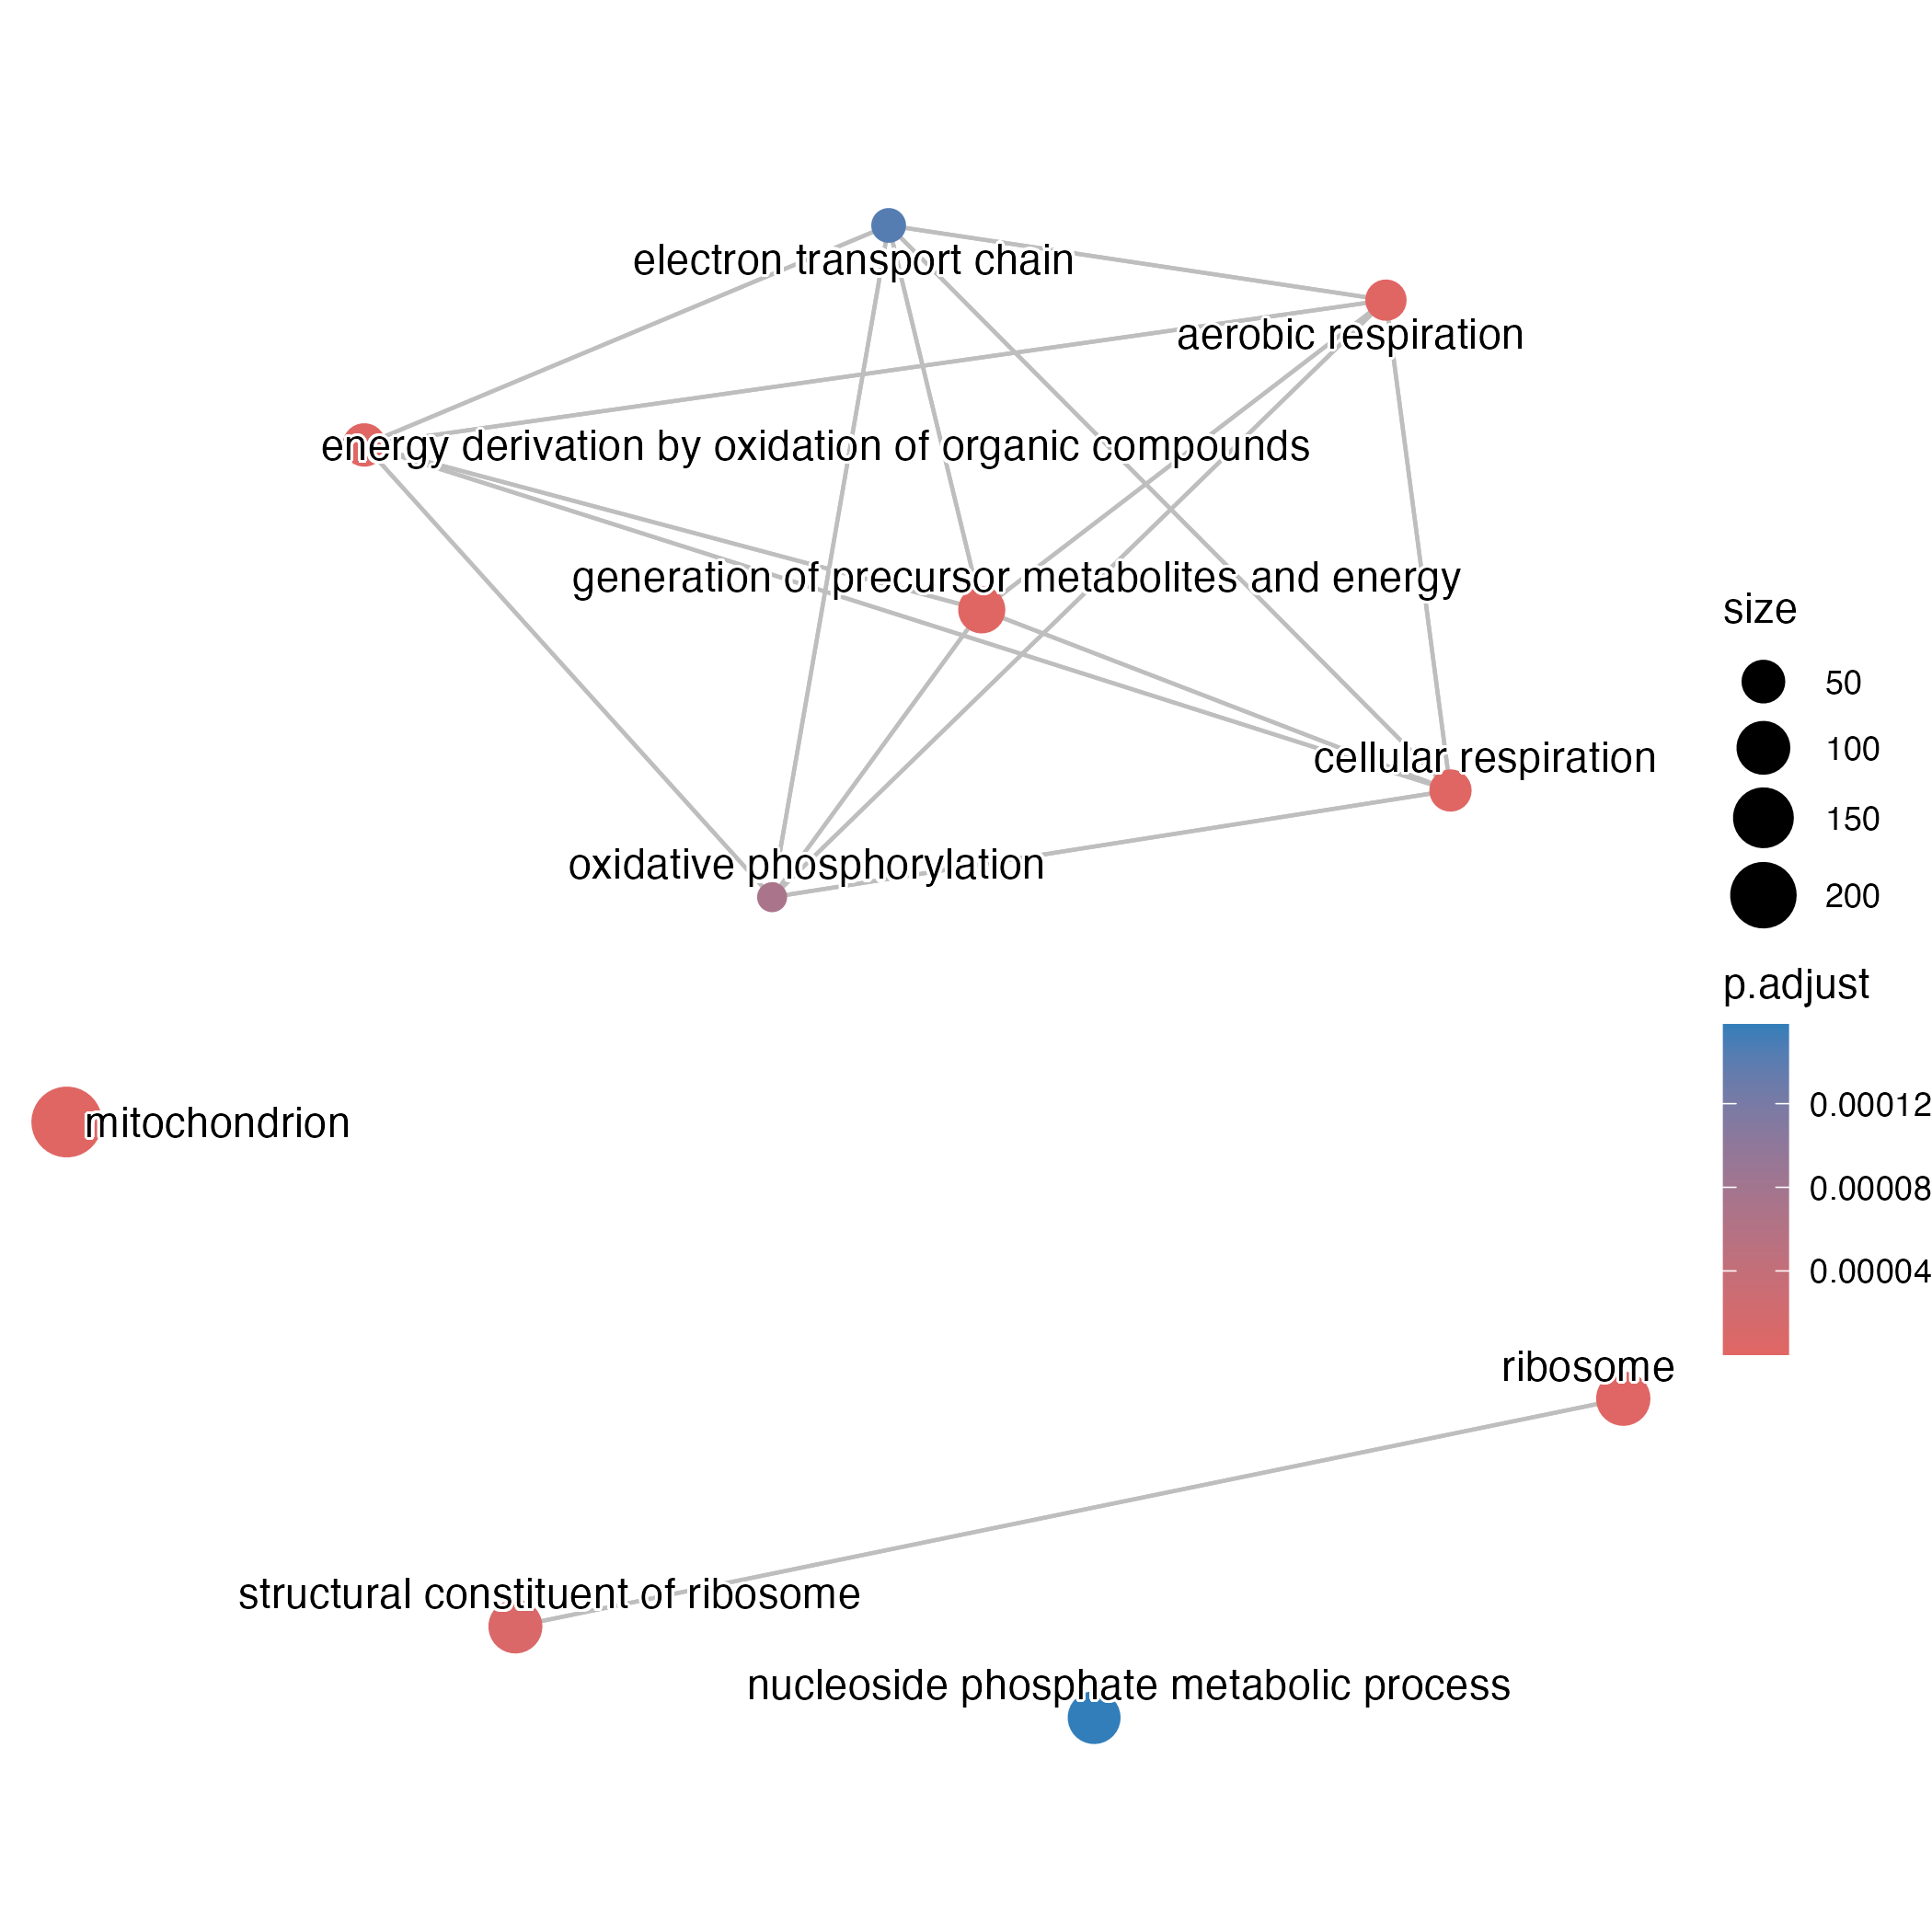 electron transport chain
aerobic respiration
energy derivation by oxidation of organic compounds
generation of precursor metabolites and energy
cellular respiration
oxidative phosphorylation
mitochondrion
ribosome
structural constituent of ribosome
nucleoside phosphate metabolic process
size
50
100
150
200
p.adjust
0.00012
0.00008
0.00004